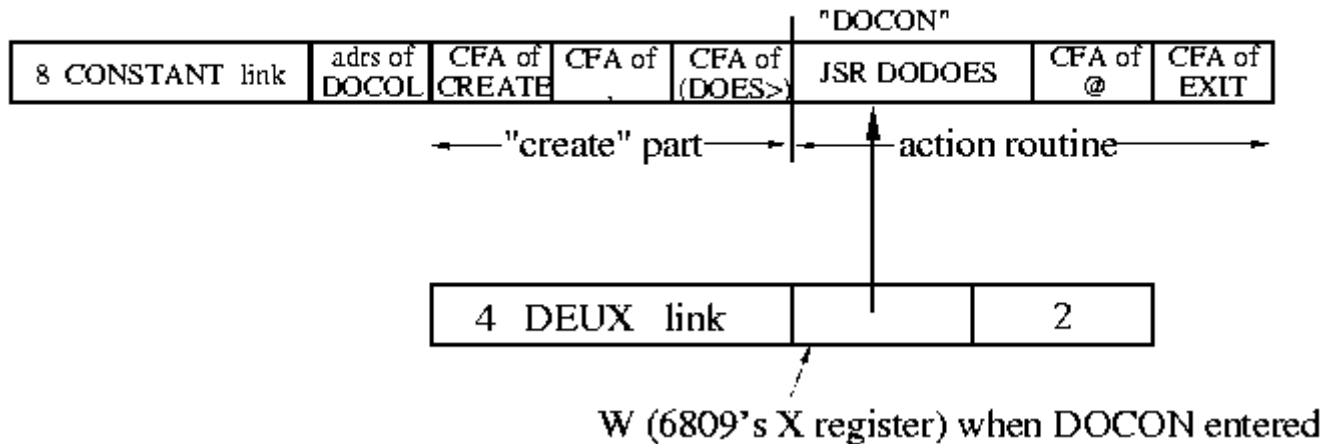 "DOCON"
8 CONSTANT link
adrs of
DOCOL
CFA of
CREATE
CFA of
,
CFA of
(DOES>)
JSR DODOES
CFA of
@
CFA of
EXIT
"create" part
action routine
4 DEUX link
2
W (6809's X register) when DOCON entered